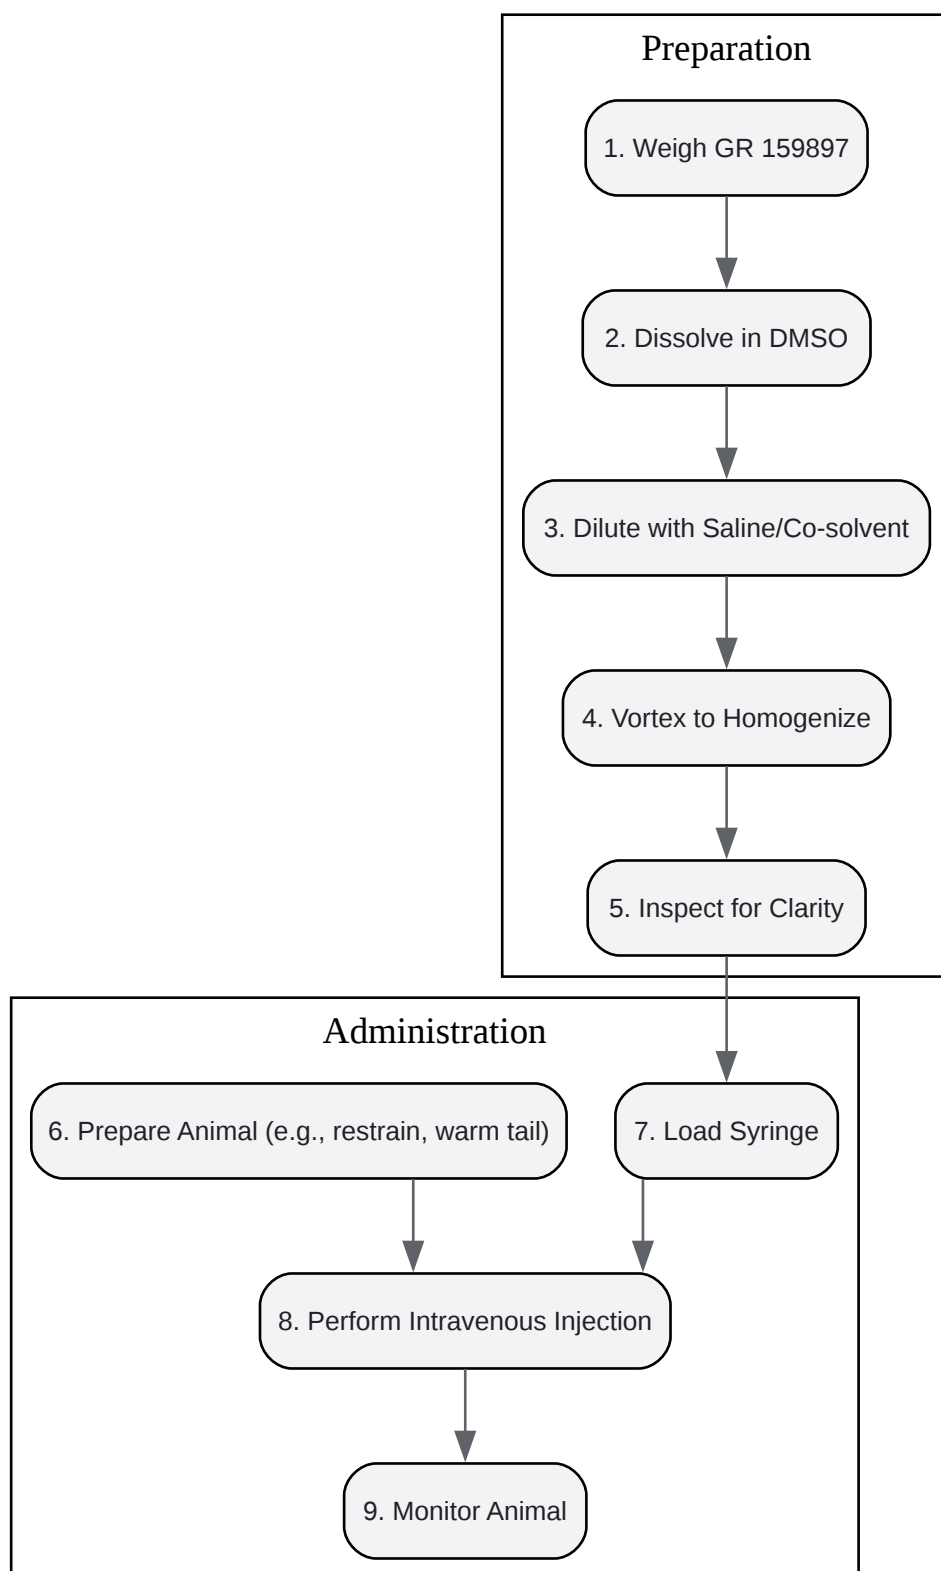 Preparation
1. Weigh GR 159897
2. Dissolve in DMSO
3. Dilute with Saline/Co-solvent
4. Vortex to Homogenize
5. Inspect for Clarity
Administration
6. Prepare Animal (e.g., restrain, warm tail)
7. Load Syringe
8. Perform Intravenous Injection
9. Monitor Animal